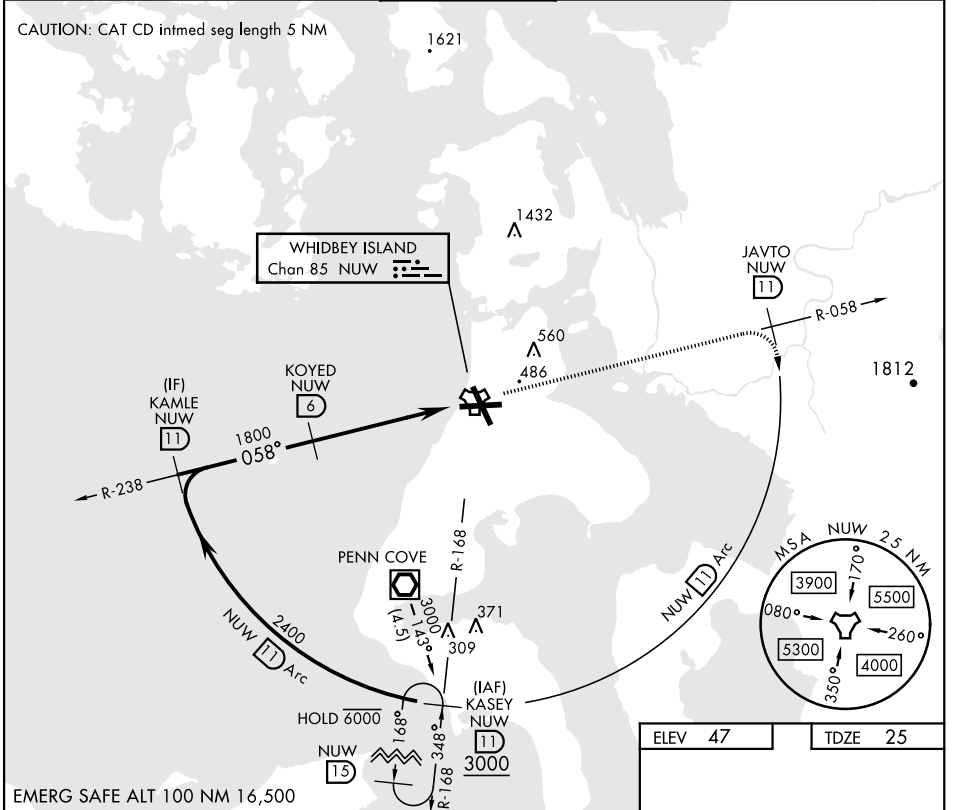 CAUTION: CAT CD intmed seg length 5 NM
1621
1432
WHIDBEY ISLAND
Chan 85 NUW
JAVTO
NUW
11
R-058
560
486
1812
KOYED
NUW
6
(IF)
KAMLE
NUW
11
1800
058°
R-238
R-168
PENN COVE
3000
143°
(4.5)
371
309
NUW 11 Arc
2400
NUW 11 Arc
MSA NUW 25 NM
3900
170°
5500
080°
260°
5300
4000
350°
(IAF)
KASEY
NUW
11
3000
HOLD 6000
168°
348°
R-168
NUW
15
ELEV 47
TDZE 25
EMERG SAFE ALT 100 NM 16,500